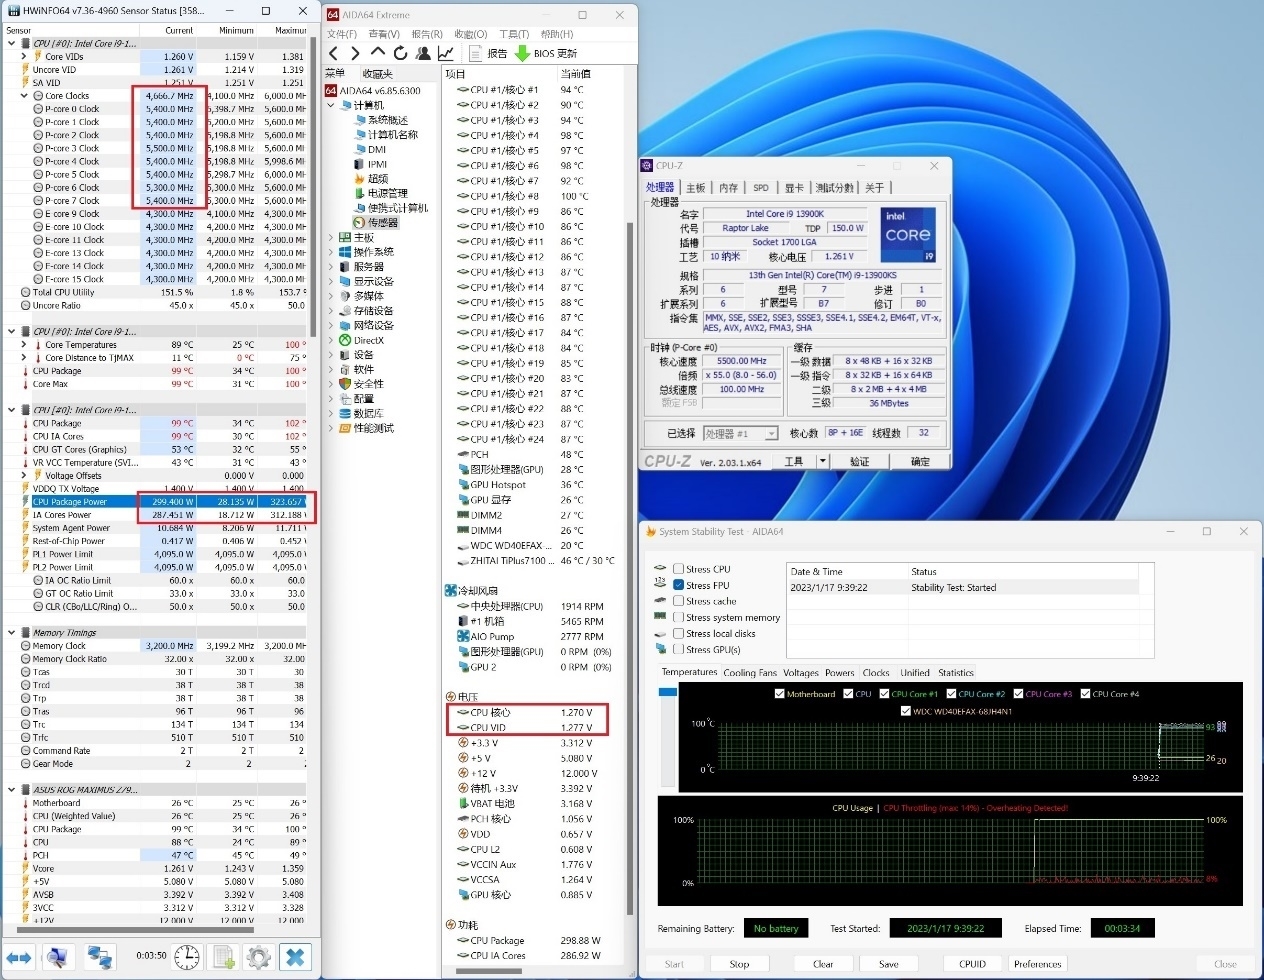 HWiNFO64 v7.36-4960 Sensor Status [358...
Sensor Current Minimum Maximum
CPU [#0]: Intel Core i9-1...
Core VIDs 1.260 V 1.159 V 1.381
Uncore VID 1.261 V 1.214 V 1.319
SA VID 1.251 V 1.251 V 1.251
Core Clocks 4,666.7 MHz 4,100.0 MHz 6,000.0 MH
P-core 0 Clock 5,400.0 MHz 5,398.7 MHz 5,600.0 MH
P-core 1 Clock 5,400.0 MHz 5,200.0 MHz 5,600.0 MH
P-core 2 Clock 5,400.0 MHz 5,198.8 MHz 5,600.0 MH
P-core 3 Clock 5,500.0 MHz 5,198.8 MHz 5,600.0 MH
P-core 4 Clock 5,400.0 MHz 5,198.8 MHz 5,998.6 MH
P-core 5 Clock 5,400.0 MHz 5,298.7 MHz 6,000.0 MH
P-core 6 Clock 5,300.0 MHz 5,300.0 MHz 5,600.0 MH
P-core 7 Clock 5,400.0 MHz 5,300.0 MHz 5,600.0 MH
E-core 9 Clock 4,300.0 MHz 4,100.0 MHz 4,300.0 MH
E-core 10 Clock 4,300.0 MHz 4,200.0 MHz 4,300.0 MH
E-core 11 Clock 4,300.0 MHz 4,200.0 MHz 4,300.0 MH
E-core 13 Clock 4,300.0 MHz 4,200.0 MHz 4,300.0 MH
E-core 14 Clock 4,300.0 MHz 4,200.0 MHz 4,300.0 MH
E-core 15 Clock 4,300.0 MHz 4,200.0 MHz 4,300.0 MH
Total CPU Utility 151.5 % 1.8 % 153.7 %
Uncore Ratio 45.0 x 45.0 x 50.0
CPU [#0]: Intel Core i9-1...
Core Temperatures 89 °C 25 °C 100 °
Core Distance to TjMAX 11 °C 0 °C 75 °
CPU Package 99 °C 34 °C 100 °
Core Max 99 °C 31 °C 100 °
CPU [#0]: Intel Core i9-1...
CPU Package 99 °C 34 °C 102 °
CPU IA Cores 99 °C 30 °C 102 °
CPU GT Cores (Graphics) 53 °C 32 °C 55 °
VR VCC Temperature (SVI... 43 °C 31 °C 43 °
Voltage Offsets 0.000 V 0.000
VDDQ TX Voltage 1.400 V 1.400 V 1.400
CPU Package Power 299.400 W 28.135 W 323.657
IA Cores Power 287.451 W 18.712 W 312.188
System Agent Power 10.684 W 8.206 W 11.711
Rest-of-Chip Power 0.417 W 0.406 W 0.452
PL1 Power Limit 4,095.0 W 4,095.0 W 4,095.0
PL2 Power Limit 4,095.0 W 4,095.0 W 4,095.0
IA OC Ratio Limit 60.0 x 60.0 x 60.0
GT OC Ratio Limit 33.0 x 33.0 x 33.0
CLR (CBo/LLC/Ring) O... 50.0 x 50.0 x 50.0
Memory Timings
Memory Clock 3,200.0 MHz 3,199.2 MHz 3,200.0 MH
Memory Clock Ratio 32.00 x 32.00 x 32.00
Tcas 30 T 30 T 30
Trcd 38 T 38 T 38
Trp 38 T 38 T 38
Tras 96 T 96 T 96
Trc 134 T 134 T 134
Trfc 510 T 510 T 510
Command Rate 2 T 2 T 2
Gear Mode 2 2
ASUS ROG MAXIMUS Z79...
Motherboard 26 °C 25 °C 26 °
CPU (Weighted Value) 26 °C 25 °C 26 °
CPU Package 99 °C 34 °C 100 °
CPU 88 °C 24 °C 89 °
PCH 47 °C 45 °C 49 °
Vcore 1.261 V 1.243 V 1.359
+5V 5.080 V 5.080 V 5.080
AVSB 3.392 V 3.392 V 3.408
3VCC 3.312 V 3.312 V 3.328
+12V 12.000 V 12.000 V 12.000
0:03:50
64 AIDA64 Extreme
文件(F) 查看(V) 报告(R) 收藏(O) 工具(T) 帮助(H)
报告 BIOS 更新
菜单 收藏夹
AIDA64 v6.85.6300
计算机
系统概述
计算机名称
DMI
IPMI
超频
电源管理
便携式计算机
传感器
主板
操作系统
服务器
显示设备
多媒体
存储设备
网络设备
DirectX
设备
软件
安全性
配置
数据库
性能测试
项目 当前值
CPU #1/核心 #1 94 °C
CPU #1/核心 #2 90 °C
CPU #1/核心 #3 94 °C
CPU #1/核心 #4 98 °C
CPU #1/核心 #5 97 °C
CPU #1/核心 #6 98 °C
CPU #1/核心 #7 92 °C
CPU #1/核心 #8 100 °C
CPU #1/核心 #9 86 °C
CPU #1/核心 #10 86 °C
CPU #1/核心 #11 86 °C
CPU #1/核心 #12 86 °C
CPU #1/核心 #13 87 °C
CPU #1/核心 #14 87 °C
CPU #1/核心 #15 88 °C
CPU #1/核心 #16 87 °C
CPU #1/核心 #17 84 °C
CPU #1/核心 #18 84 °C
CPU #1/核心 #19 85 °C
CPU #1/核心 #20 83 °C
CPU #1/核心 #21 87 °C
CPU #1/核心 #22 88 °C
CPU #1/核心 #23 87 °C
CPU #1/核心 #24 87 °C
PCH 48 °C
图形处理器(GPU) 28 °C
GPU Hotspot 36 °C
GPU 显存 26 °C
DIMM2 27 °C
DIMM4 26 °C
WDC WD40EFAX-... 20 °C
ZHITAI TiPlus7100 ... 46 °C / 30 °C
冷却风扇
中央处理器(CPU) 1914 RPM
#1 机箱 5465 RPM
AIO Pump 2777 RPM
图形处理器(GPU) 0 RPM (0%)
GPU 2 0 RPM (0%)
电压
CPU 核心 1.270 V
CPU VID 1.277 V
+3.3 V 3.312 V
+5 V 5.080 V
+12 V 12.000 V
待机 +3.3V 3.392 V
VBAT 电池 3.168 V
PCH 核心 1.056 V
VDD 0.657 V
CPU L2 0.608 V
VCCIN Aux 1.776 V
VCCSA 1.264 V
GPU 核心 0.885 V
功耗
CPU Package 298.88 W
CPU IA Cores 286.92 W
CPU-Z
处理器 主板 内存 SPD 显卡 測試分數 关于
处理器
名字 Intel Core i9 13900K
代号 Raptor Lake TDP 150.0 W
插槽 Socket 1700 LGA
工艺 10 纳米 核心电压 1.261 V
intel CORE i9
规格 13th Gen Intel(R) Core(TM) i9-13900KS
系列 6 型号 7 步进 1
扩展系列 6 扩展型号 B7 修订 B0
指令集 MMX, SSE, SSE2, SSE3, SSSE3, SSE4.1, SSE4.2, EM64T, VT-x,
AES, AVX, AVX2, FMA3, SHA
时钟 (P-Core #0) 缓存
核心速度 5500.00 MHz 一级 数据 8 x 48 KB + 16 x 32 KB
倍频 x 55.0 (8.0 - 56.0) 一级 指令 8 x 32 KB + 16 x 64 KB
总线速度 100.00 MHz 二级 8 x 2 MB + 4 x 4 MB
额定 FSB 三级 36 MBytes
已选择 处理器 #1 核心数 8P + 16E 线程数 32
CPU-Z Ver. 2.03.1.x64 工具 验证 确定
System Stability Test - AIDA64
Stress CPU
Stress FPU
Stress cache
Stress system memory
Stress local disks
Stress GPU(s)
Date & Time Status
2023/1/17 9:39:22 Stability Test: Started
Temperatures Cooling Fans Voltages Powers Clocks Unified Statistics
Motherboard CPU CPU Core #1 CPU Core #2 CPU Core #3 CPU Core #4
WDC WD40EFAX-68JH4N1
100°C
93
26 20
0°C
9:39:22
CPU Usage | CPU Throttling (max: 14%) - Overheating Detected!
100% 100%
0% 8%
Remaining Battery: No battery Test Started: 2023/1/17 9:39:22 Elapsed Time: 00:03:34
Start Stop Clear Save CPUID Preferences Close